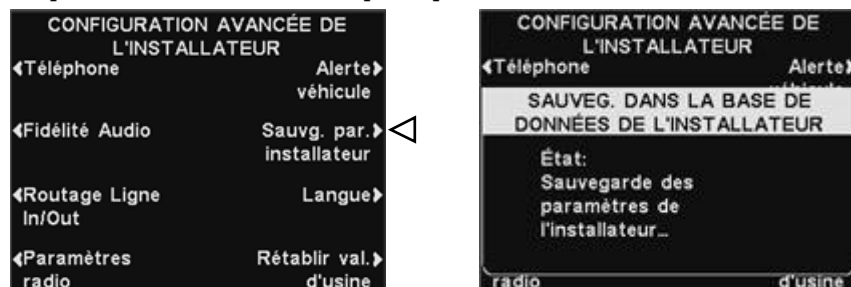 CONFIGURATION AVANCÉE DE
L'INSTALLATEUR
Téléphone
Alerte
véhicule
Fidélité Audio
Sauvg. par.
installateur
Routage Ligne
In/Out
Langue
Paramètres
radio
Rétablir val.
d'usine
CONFIGURATION AVANCÉE DE
L'INSTALLATEUR
Téléphone
Alerte
SAUVEG. DANS LA BASE DE
DONNÉES DE L'INSTALLATEUR
État:
Sauvegarde des
paramètres de
l'installateur…
radio
d'usine